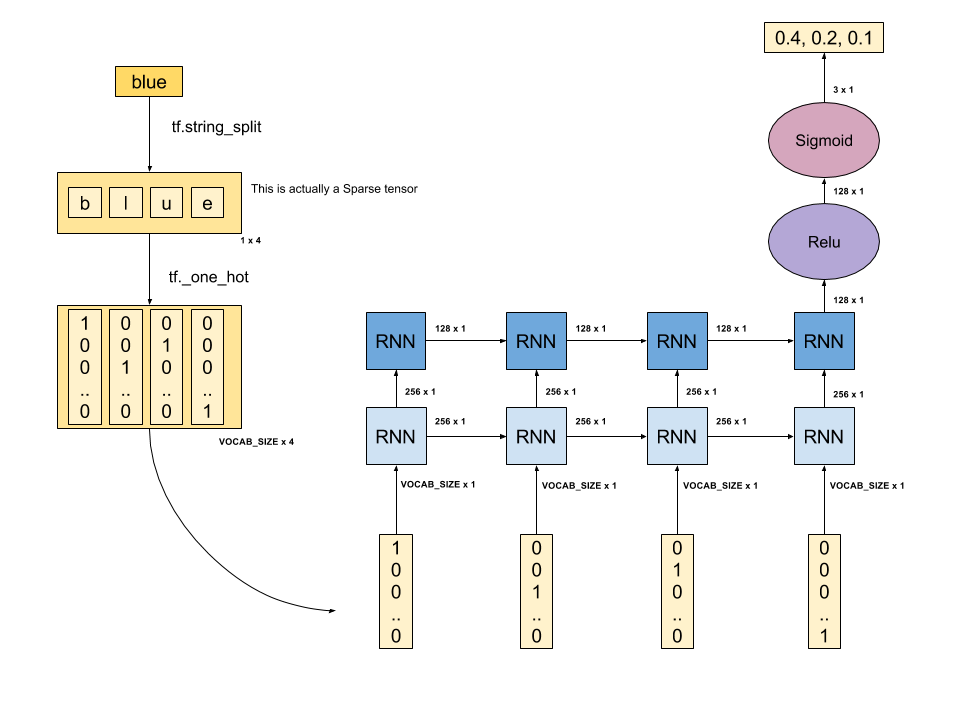 blue
tf.string_split
b l u e
This is actually a Sparse tensor
1 x 4
tf._one_hot
1 0 0 0
0 0 1 0
0 1 0 0
.. .. .. ..
0 0 0 1
VOCAB_SIZE x 4
0.4, 0.2, 0.1
3 x 1
Sigmoid
128 x 1
Relu
128 x 1
RNN 128 x 1 RNN 128 x 1 RNN 128 x 1 RNN
256 x 1 256 x 1 256 x 1 256 x 1
RNN 256 x 1 RNN 256 x 1 RNN 256 x 1 RNN
VOCAB_SIZE x 1 VOCAB_SIZE x 1 VOCAB_SIZE x 1 VOCAB_SIZE x 1
1 0 0 0
0 0 1 0
0 1 0 0
.. .. .. ..
0 0 0 1